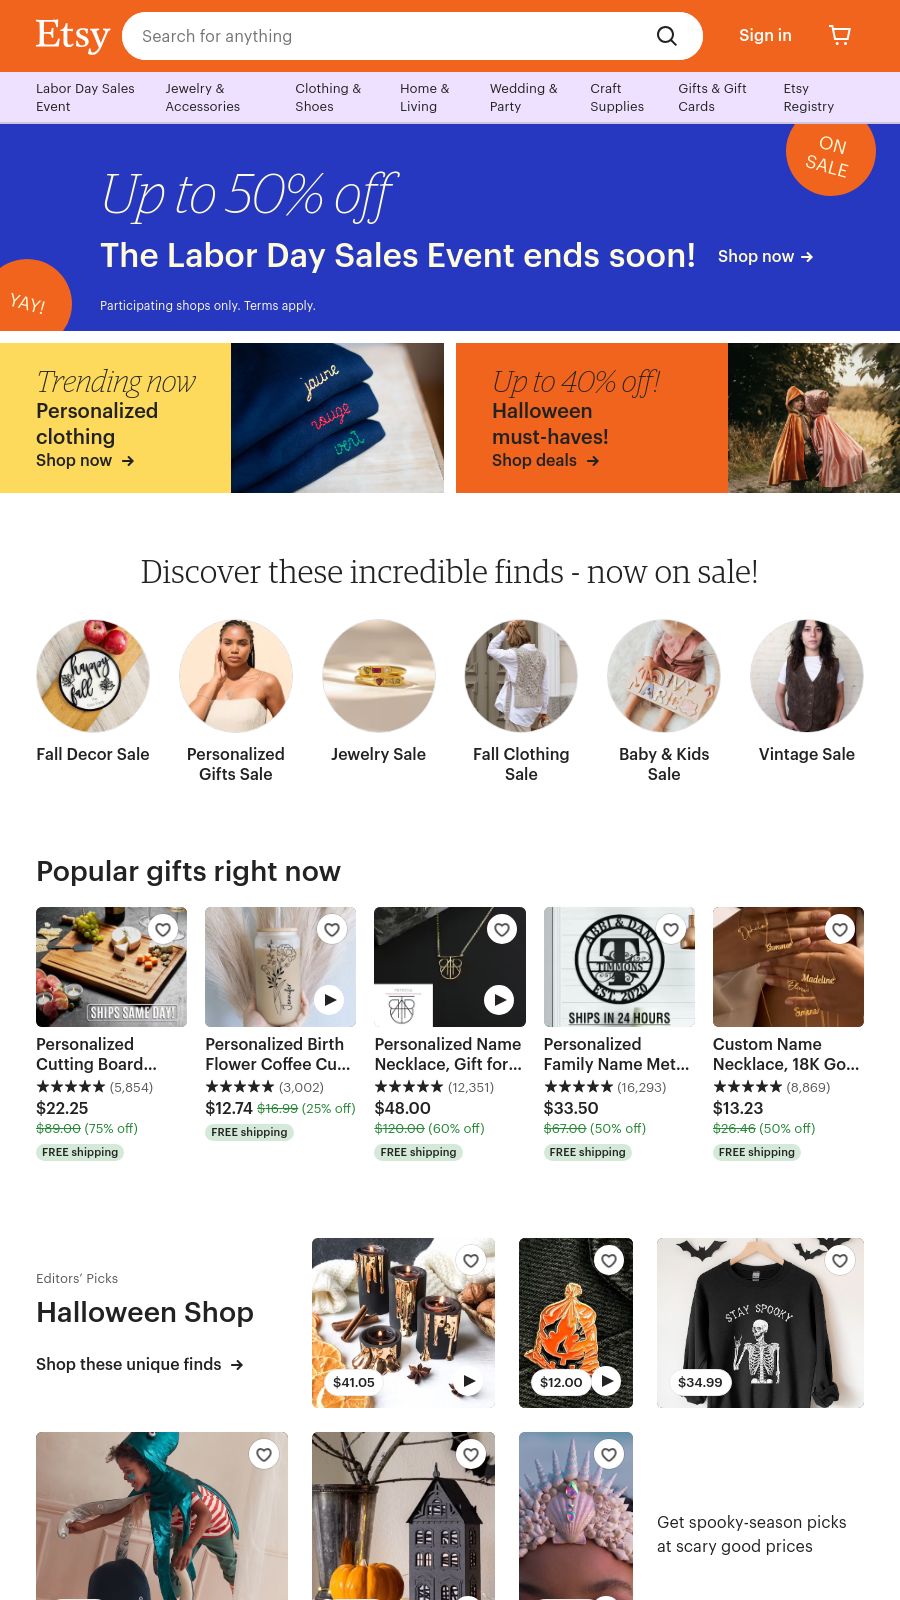 Etsy
Search for anything
Sign in
Labor Day Sales Event
Jewelry & Accessories
Clothing & Shoes
Home & Living
Wedding & Party
Craft Supplies
Gifts & Gift Cards
Etsy Registry
ON SALE
Up to 50% off
The Labor Day Sales Event ends soon!
Shop now →
YAY!
Participating shops only. Terms apply.
Trending now
Personalized
clothing
Shop now →
jaune
rouge
vert
Up to 40% off!
Halloween
must-haves!
Shop deals →
Discover these incredible finds - now on sale!
happy
fall
IVY
MARIE
Fall Decor Sale
Personalized
Gifts Sale
Jewelry Sale
Fall Clothing
Sale
Baby & Kids
Sale
Vintage Sale
Popular gifts right now
SHIPS SAME DAY!
Personalized
Cutting Board...
(5,854)
$22.25
$89.00 (75% off)
FREE shipping
Jennifer
Personalized Birth
Flower Coffee Cu...
(3,002)
$12.74 $16.99 (25% off)
FREE shipping
Personalized Name
Necklace, Gift for...
(12,351)
$48.00
$120.00 (60% off)
FREE shipping
ABBI & DANI
T
TIMMONS
EST. 2020
SHIPS IN 24 HOURS
Personalized
Family Name Met...
(16,293)
$33.50
$67.00 (50% off)
FREE shipping
Summer
Madeline
Custom Name
Necklace, 18K Go...
(8,869)
$13.23
$26.46 (50% off)
FREE shipping
Editors’ Picks
Halloween Shop
Shop these unique finds →
$41.05
$12.00
STAY SPOOKY
$34.99
Get spooky-season picks
at scary good prices